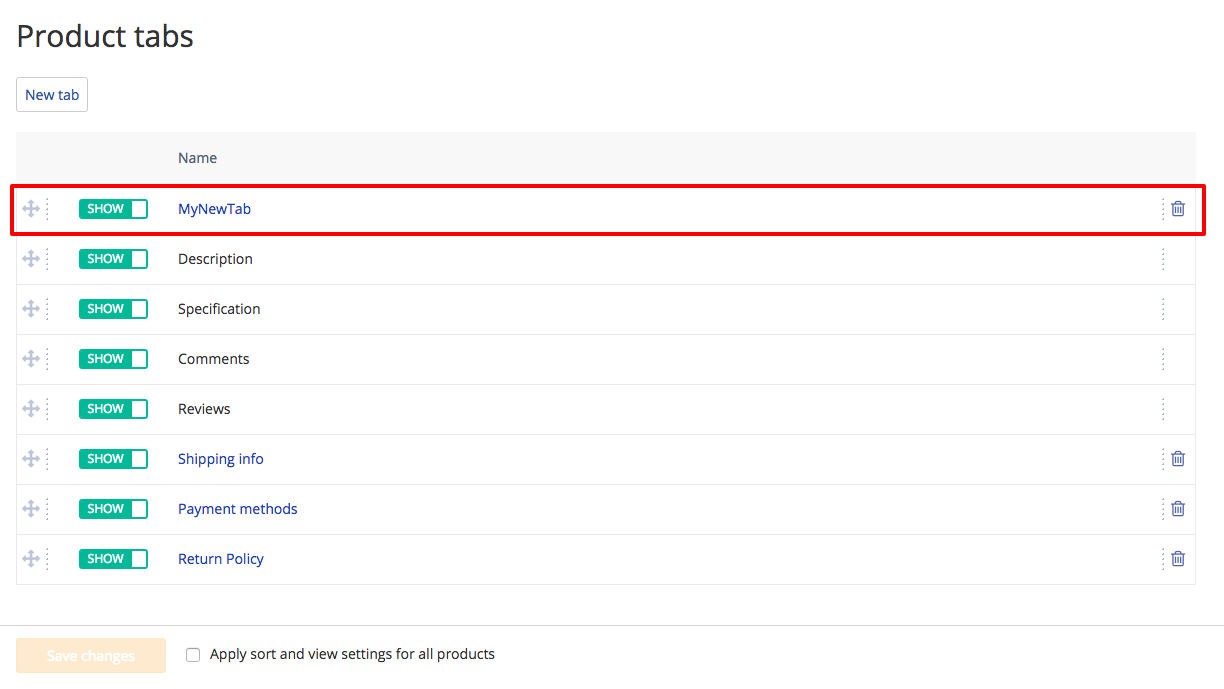 Product tabs
New tab
Name
SHOW MyNewTab
SHOW Description
SHOW Specification
SHOW Comments
SHOW Reviews
SHOW Shipping info
SHOW Payment methods
SHOW Return Policy
Save changes Apply sort and view settings for all products